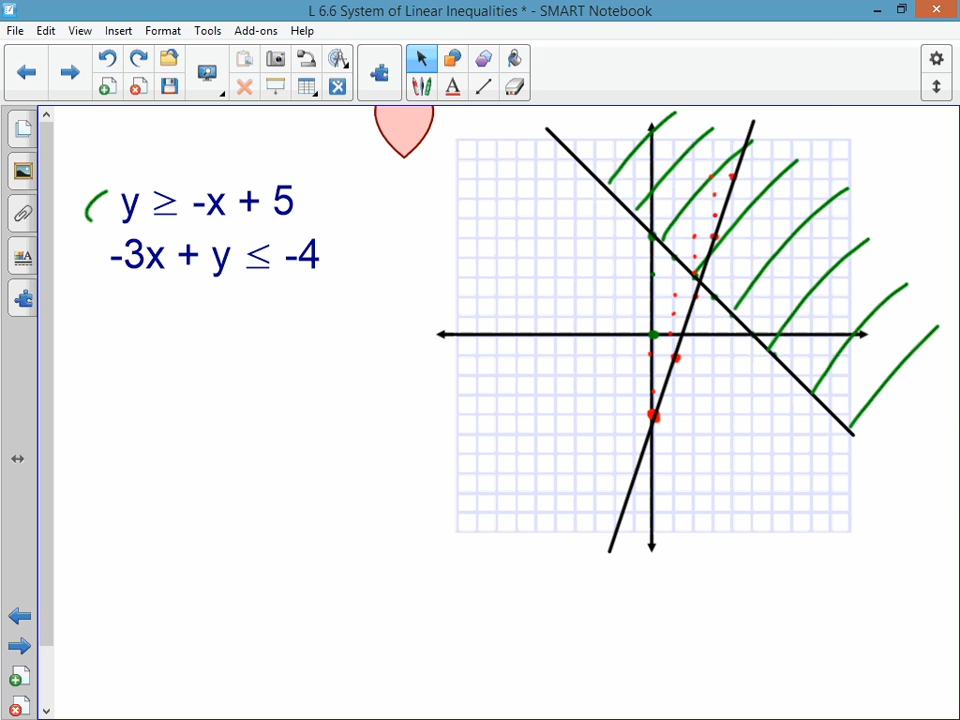 L 6.6 System of Linear Inequalities * - SMART Notebook
File Edit View Insert Format Tools Add-ons Help
y ≥ -x + 5
-3x + y ≤ -4